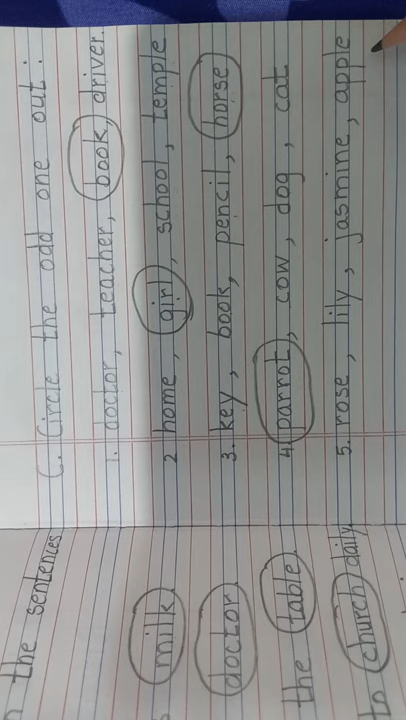 the sentences
milk
doctor.
the table.
to church daily.
C. Circle the odd one out :
1. doctor, teacher, book, driver.
2 home, girl, school, temple
3. key, book, pencil, horse
4. parrot, cow, dog, cat
5. rose, lily, jasmine, apple